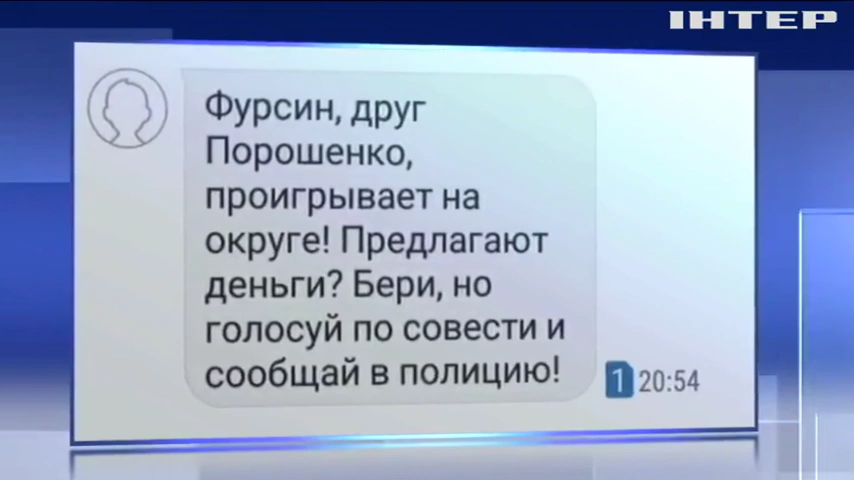 ІНТЕР
Фурсин, друг
Порошенко,
проигрывает на
округе! Предлагают
деньги? Бери, но
голосуй по совести и
сообщай в полицию!
1 20:54